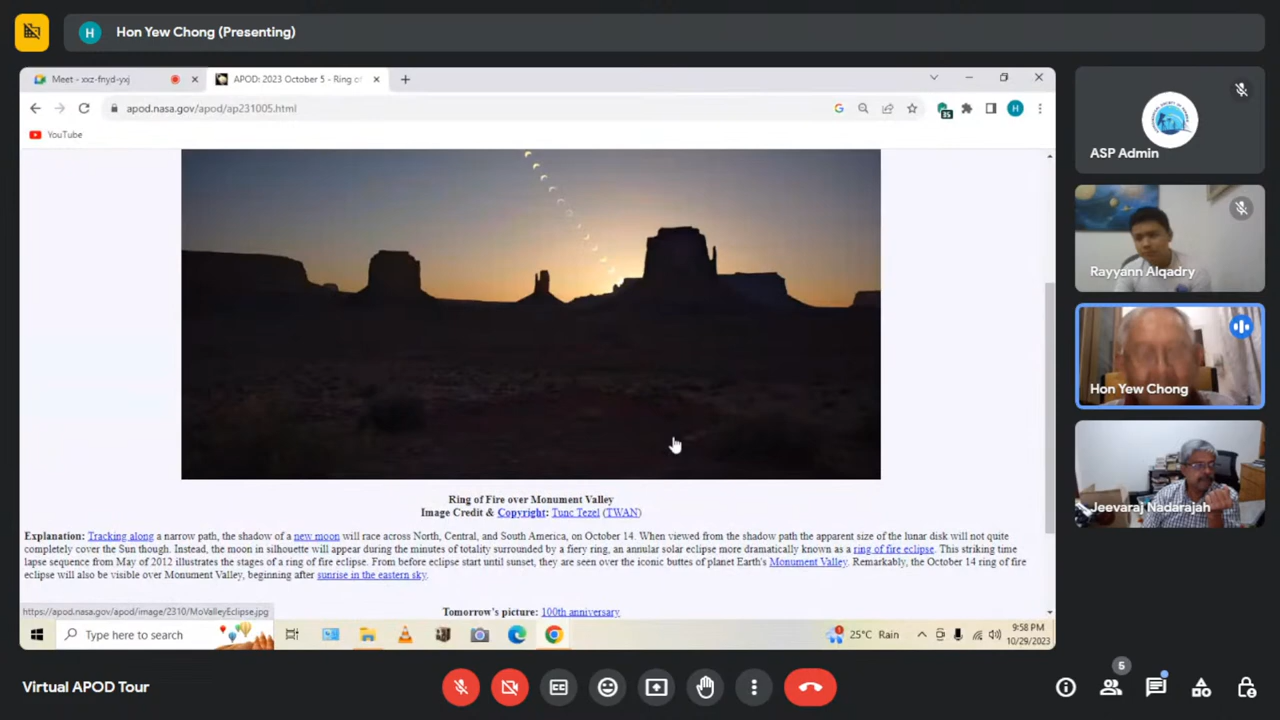 Hon Yew Chong (Presenting)
Meet - xxz-fnyd-yxj
APOD: 2023 October 5 - Ring o
apod.nasa.gov/apod/ap231005.html
YouTube
Ring of Fire over Monument Valley
Image Credit & Copyright: Tunc Tezel (TWAN)
Explanation: Tracking along a narrow path, the shadow of a new moon will race across North, Central, and South America, on October 14. When viewed from the shadow path the apparent size of the lunar disk will not quite
completely cover the Sun though. Instead, the moon in silhouette will appear during the minutes of totality surrounded by a fiery ring, an annular solar eclipse more dramatically known as a ring of fire eclipse. This striking time
lapse sequence from May of 2012 illustrates the stages of a ring of fire eclipse. From before eclipse start until sunset, they are seen over the iconic buttes of planet Earth's Monument Valley. Remarkably, the October 14 ring of fire
eclipse will also be visible over Monument Valley, beginning after sunrise in the eastern sky.
https://apod.nasa.gov/apod/image/2310/MoValleyEclipse.jpg
Tomorrow's picture: 100th anniversary
Type here to search
25°C Rain
9:58 PM
10/29/2023
ASP Admin
Rayyann Alqadry
Hon Yew Chong
Jeevaraj Nadarajah
Virtual APOD Tour
5